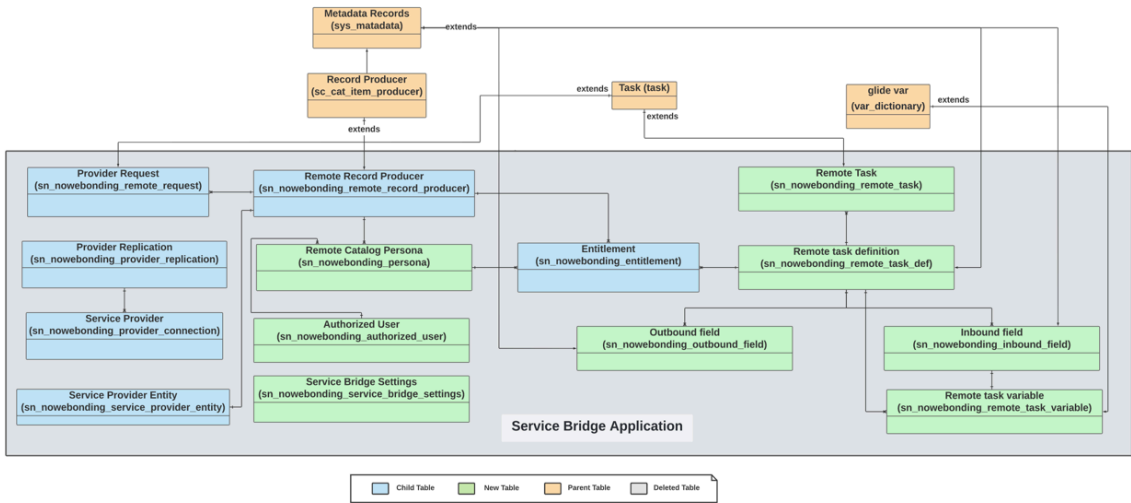 Metadata Records
(sys_matadata)
extends
Record Producer
(sc_cat_item_producer)
extends
extends
Task (task)
extends
glide var
(var_dictionary)
extends
Provider Request
(sn_nowebonding_remote_request)
Remote Record Producer
(sn_nowebonding_remote_record_producer)
Remote Task
(sn_nowebonding_remote_task)
Provider Replication
(sn_nowebonding_provider_replication)
Remote Catalog Persona
(sn_nowebonding_persona)
Entitlement
(sn_nowebonding_entitlement)
Remote task definition
(sn_nowebonding_remote_task_def)
Service Provider
(sn_nowebonding_provider_connection)
Authorized User
(sn_nowebonding_authorized_user)
Outbound field
(sn_nowebonding_outbound_field)
Inbound field
(sn_nowebonding_inbound_field)
Service Provider Entity
(sn_nowebonding_service_provider_entity)
Service Bridge Settings
(sn_nowebonding_service_bridge_settings)
Remote task variable
(sn_nowebonding_remote_task_variable)
Service Bridge Application
Child Table
New Table
Parent Table
Deleted Table